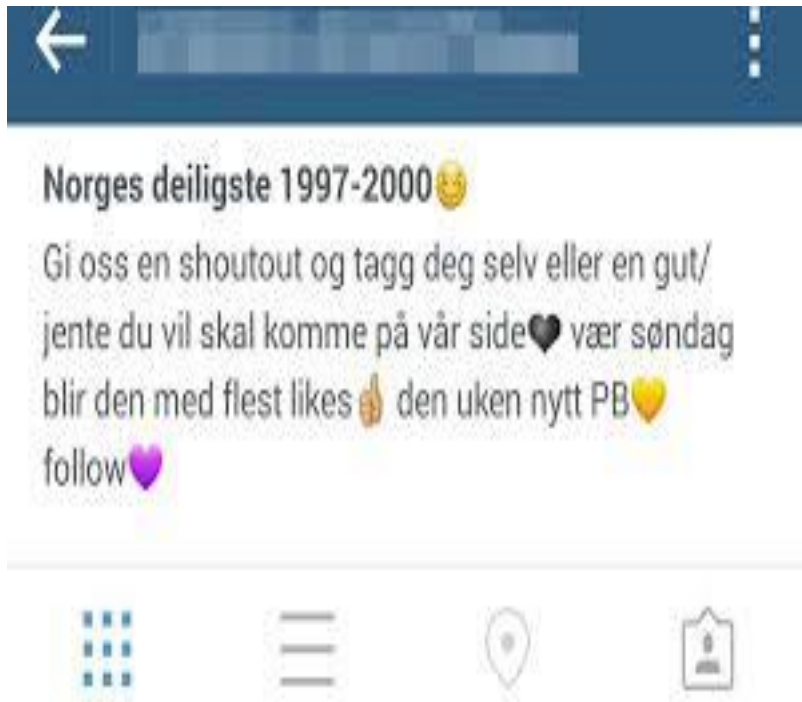 Norges deiligste 1997-2000😆
Gi oss en shoutout og tagg deg selv eller en gut/
jente du vil skal komme på vår side🖤 vær søndag
blir den med flest likes👍 den uken nytt PB💛
follow💜